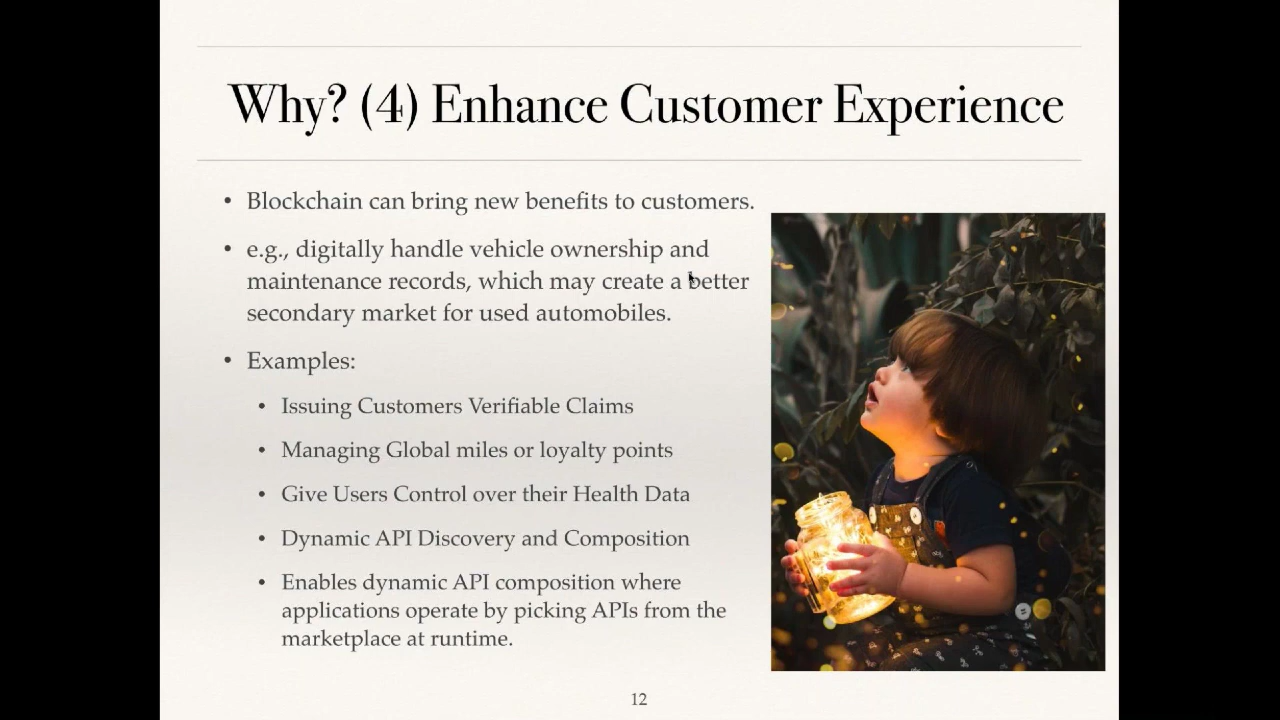 Why? (4) Enhance Customer Experience
• Blockchain can bring new benefits to customers.
• e.g., digitally handle vehicle ownership and
maintenance records, which may create a better
secondary market for used automobiles.
• Examples:
• Issuing Customers Verifiable Claims
• Managing Global miles or loyalty points
• Give Users Control over their Health Data
• Dynamic API Discovery and Composition
• Enables dynamic API composition where
applications operate by picking APIs from the
marketplace at runtime.
12